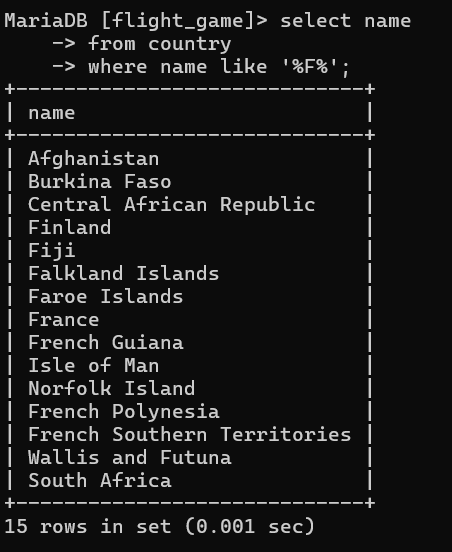 MariaDB [flight_game]> select name
    -> from country
    -> where name like '%F%';
+-----------------------------+
| name                        |
+-----------------------------+
| Afghanistan                 |
| Burkina Faso                |
| Central African Republic    |
| Finland                     |
| Fiji                        |
| Falkland Islands            |
| Faroe Islands               |
| France                      |
| French Guiana               |
| Isle of Man                 |
| Norfolk Island              |
| French Polynesia            |
| French Southern Territories |
| Wallis and Futuna           |
| South Africa                |
+-----------------------------+
15 rows in set (0.001 sec)